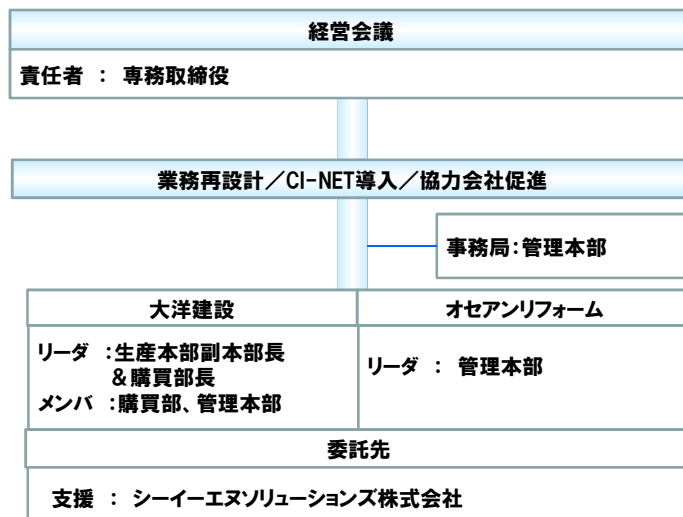 経営会議
責任者 ： 専務取締役
業務再設計／CI-NET導入／協力会社促進
事務局：管理本部
大洋建設
リーダ ：生産本部副本部長
＆購買部長
メンバ ：購買部、管理本部
オセアンリフォーム
リーダ ： 管理本部
委託先
支援 ： シーイーエヌソリューションズ株式会社